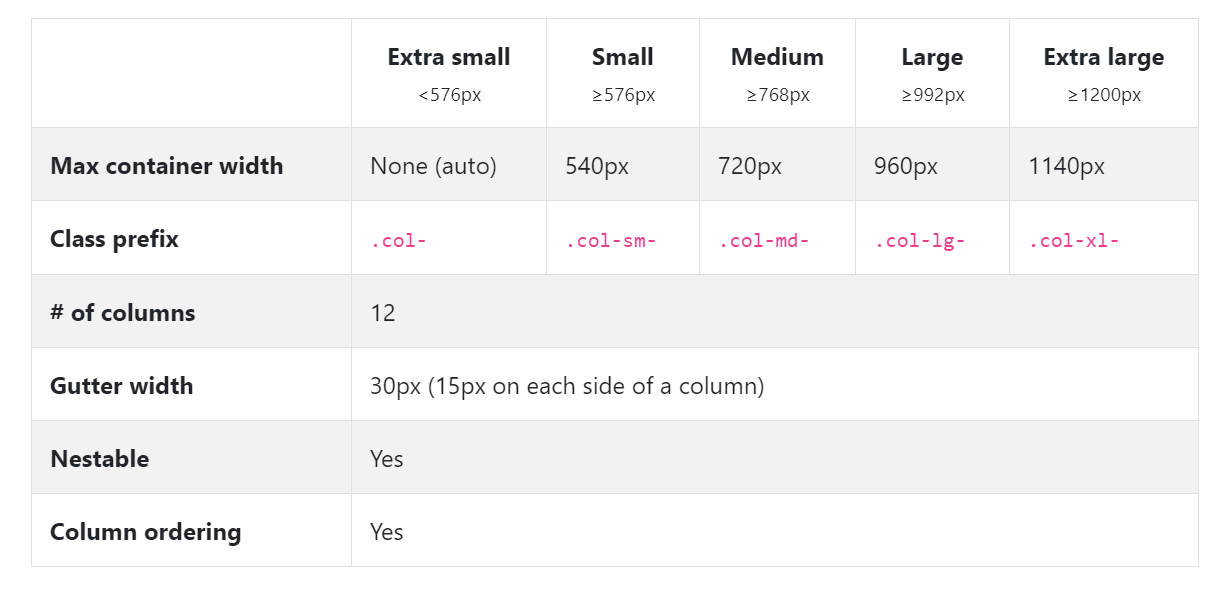 Extra small Small Medium Large Extra large
<576px ≥576px ≥768px ≥992px ≥1200px
Max container width None (auto) 540px 720px 960px 1140px
Class prefix .col- .col-sm- .col-md- .col-lg- .col-xl-
# of columns 12
Gutter width 30px (15px on each side of a column)
Nestable Yes
Column ordering Yes